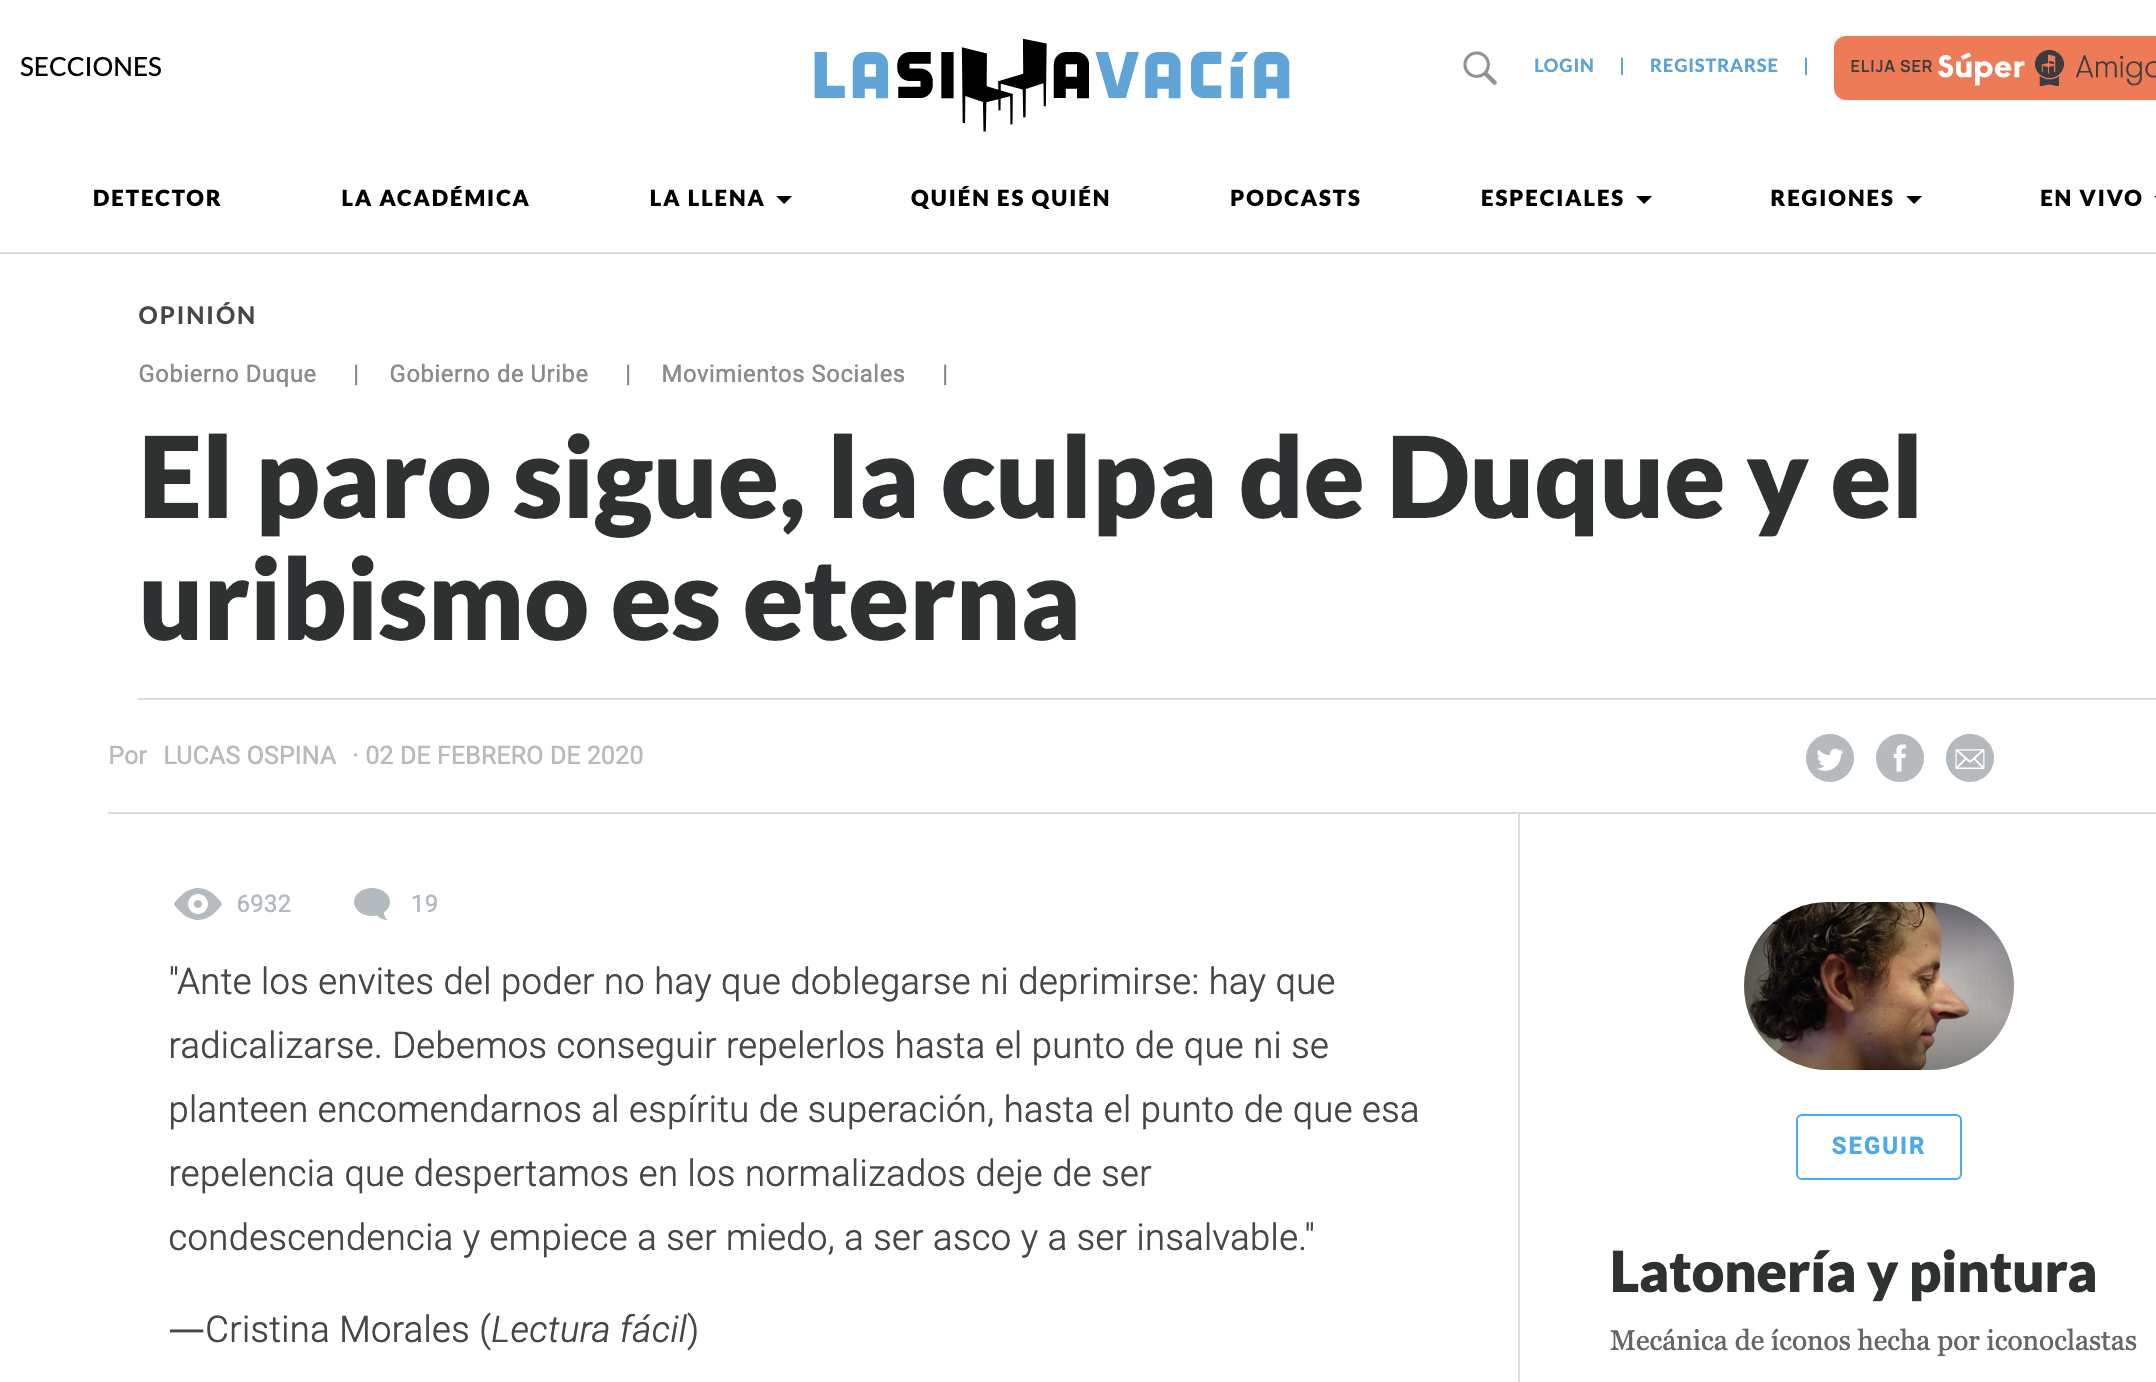 SECCIONES
LASILLAVACÍA
LOGIN | REGISTRARSE |
ELIJA SER Súper
DETECTOR LA ACADÉMICA LA LLENA QUIÉN ES QUIÉN PODCASTS ESPECIALES REGIONES EN VIVO
OPINIÓN
Gobierno Duque | Gobierno de Uribe | Movimientos Sociales |
El paro sigue, la culpa de Duque y el
uribismo es eterna
Por LUCAS OSPINA · 02 DE FEBRERO DE 2020
6932 19
"Ante los envites del poder no hay que doblegarse ni deprimirse: hay que
radicalizarse. Debemos conseguir repelerlos hasta el punto de que ni se
planteen encomendarnos al espíritu de superación, hasta el punto de que esa
repelencia que despertamos en los normalizados deje de ser
condescendencia y empiece a ser miedo, a ser asco y a ser insalvable."
—Cristina Morales (Lectura fácil)
SEGUIR
Latonería y pintura
Mecánica de íconos hecha por iconoclastas